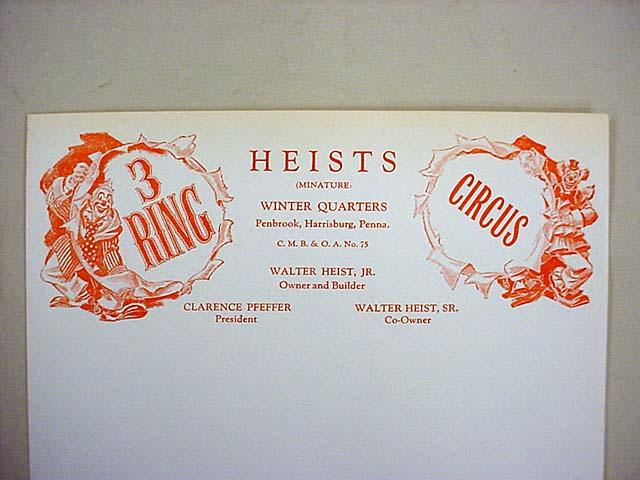 3
RING
HEISTS
(MINATURE)
WINTER QUARTERS
Penbrook, Harrisburg, Penna.
C. M. B. & O. A. No. 75
WALTER HEIST, JR.
Owner and Builder
CLARENCE PFEFFER
President
WALTER HEIST, SR.
Co-Owner
CIRCUS